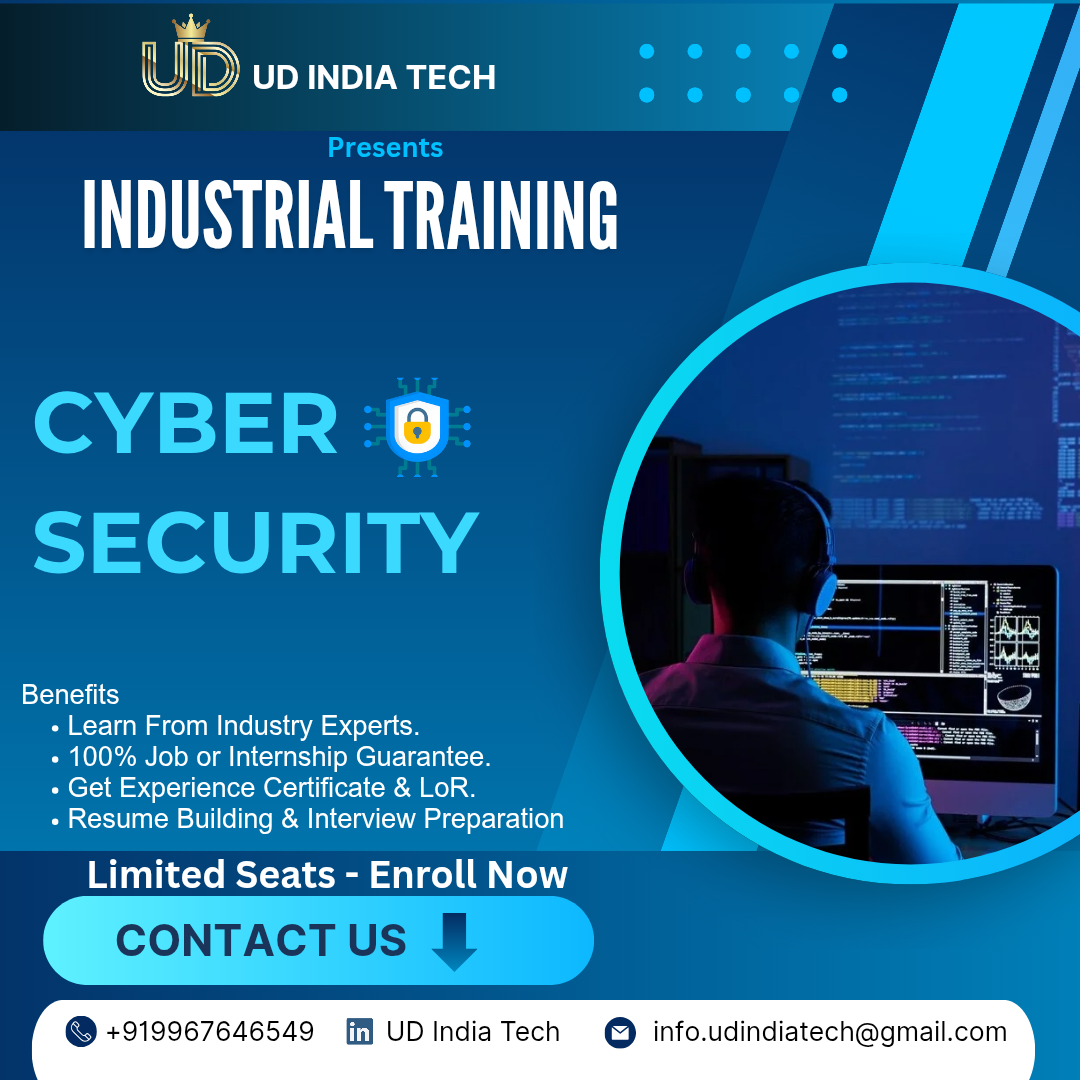 UD UD INDIA TECH
Presents
INDUSTRIAL TRAINING
CYBER
SECURITY
Benefits
• Learn From Industry Experts.
• 100% Job or Internship Guarantee.
• Get Experience Certificate & LoR.
• Resume Building & Interview Preparation
Limited Seats - Enroll Now
CONTACT US
+919967646549 in UD India Tech info.udindiatech@gmail.com